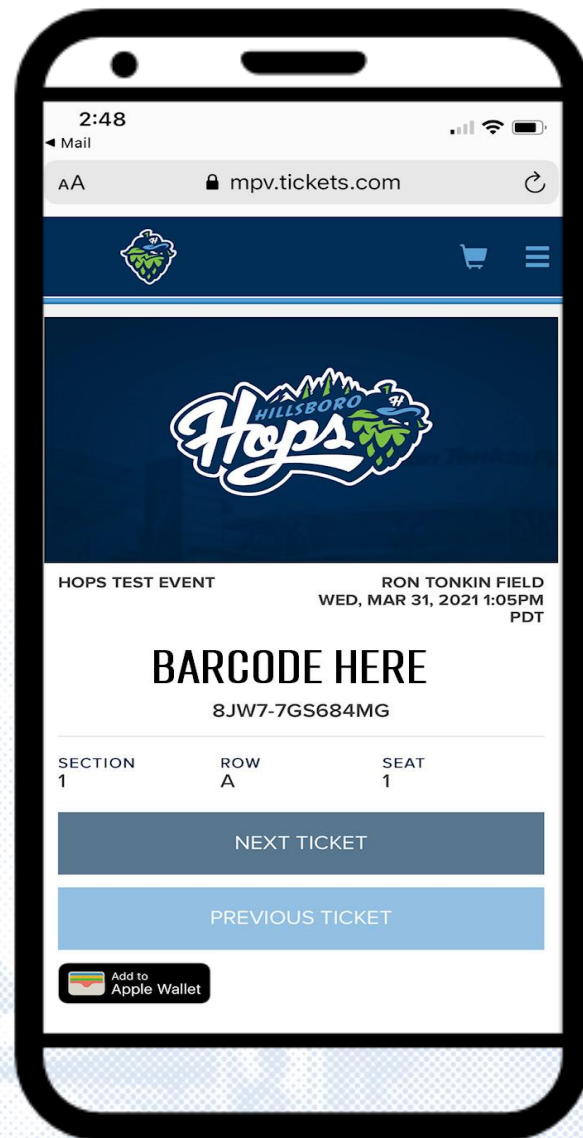 2:48
Mail
AA
mpv.tickets.com
H
HILLSBORO
H
Hops
HOPS TEST EVENT
RON TONKIN FIELD
WED, MAR 31, 2021 1:05PM
PDT
BARCODE HERE
8JW7-7GS684MG
SECTION
ROW
SEAT
1
A
1
NEXT TICKET
PREVIOUS TICKET
Add to
Apple Wallet